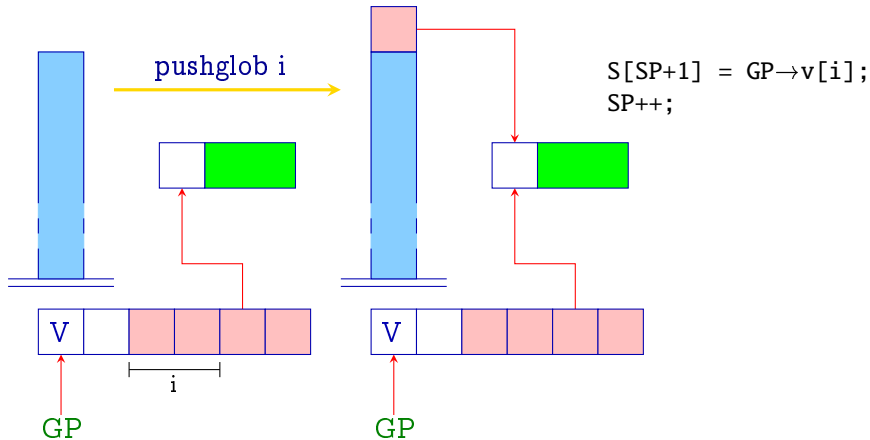 pushglob i
S[SP+1] = GP→v[i];
SP++;
V
V
i
GP
GP